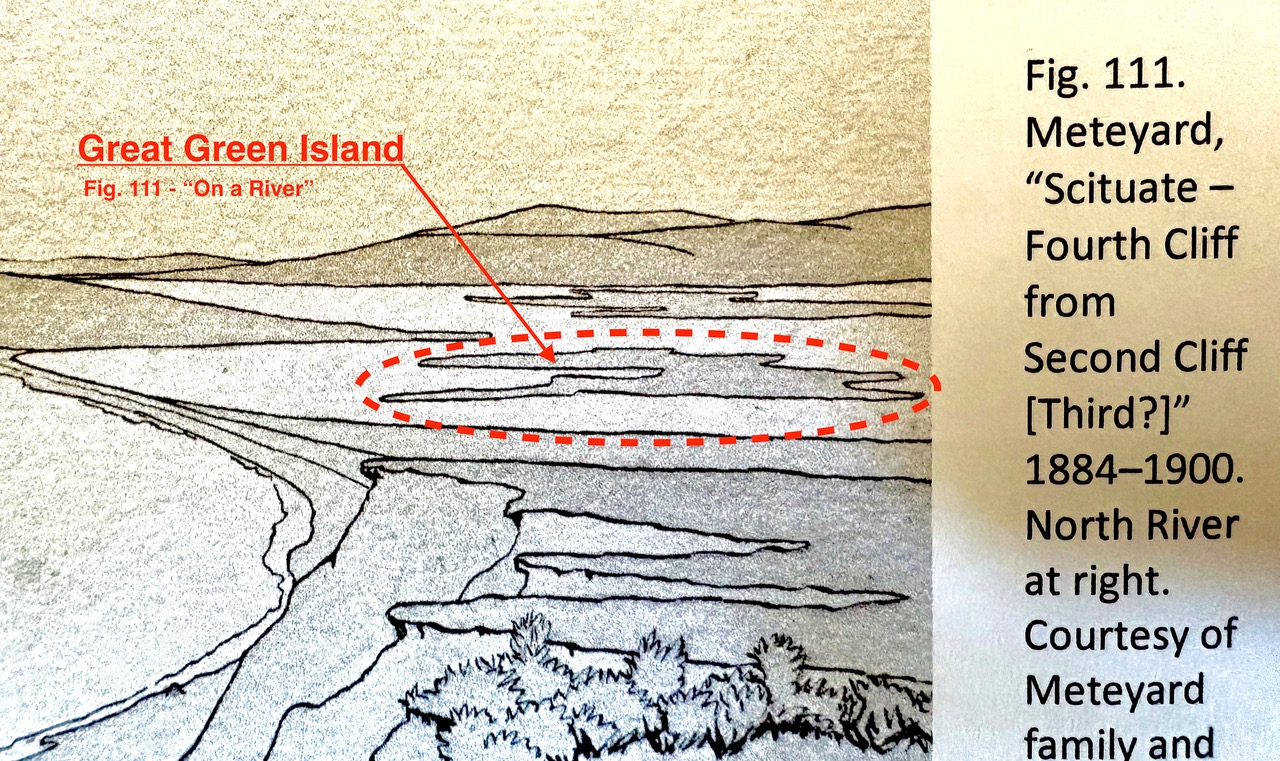 Great Green Island
Fig. 111 - “On a River”
Fig. 111.
Meteyard,
“Scituate –
Fourth Cliff
from
Second Cliff
[Third?]”
1884–1900.
North River
at right.
Courtesy of
Meteyard
family and